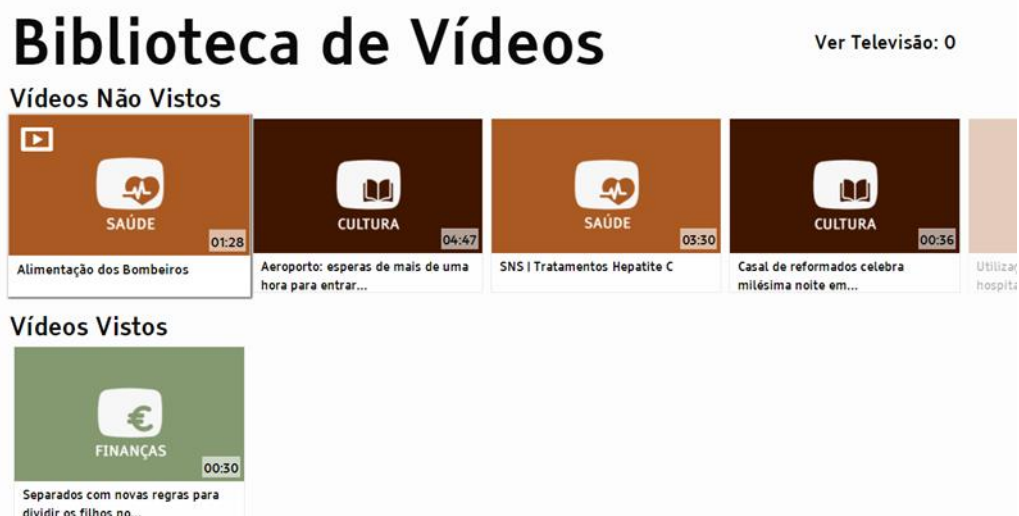 Biblioteca de Vídeos
Ver Televisão: 0
Vídeos Não Vistos
SAÚDE
01:28
Alimentação dos Bombeiros
CULTURA
04:47
Aeroporto: esperas de mais de uma
hora para entrar...
SAÚDE
03:30
SNS | Tratamentos Hepatite C
CULTURA
00:36
Casal de reformados celebra
milésima noite em...
Vídeos Vistos
FINANÇAS
00:30
Separados com novas regras para
dividir os filhos no...